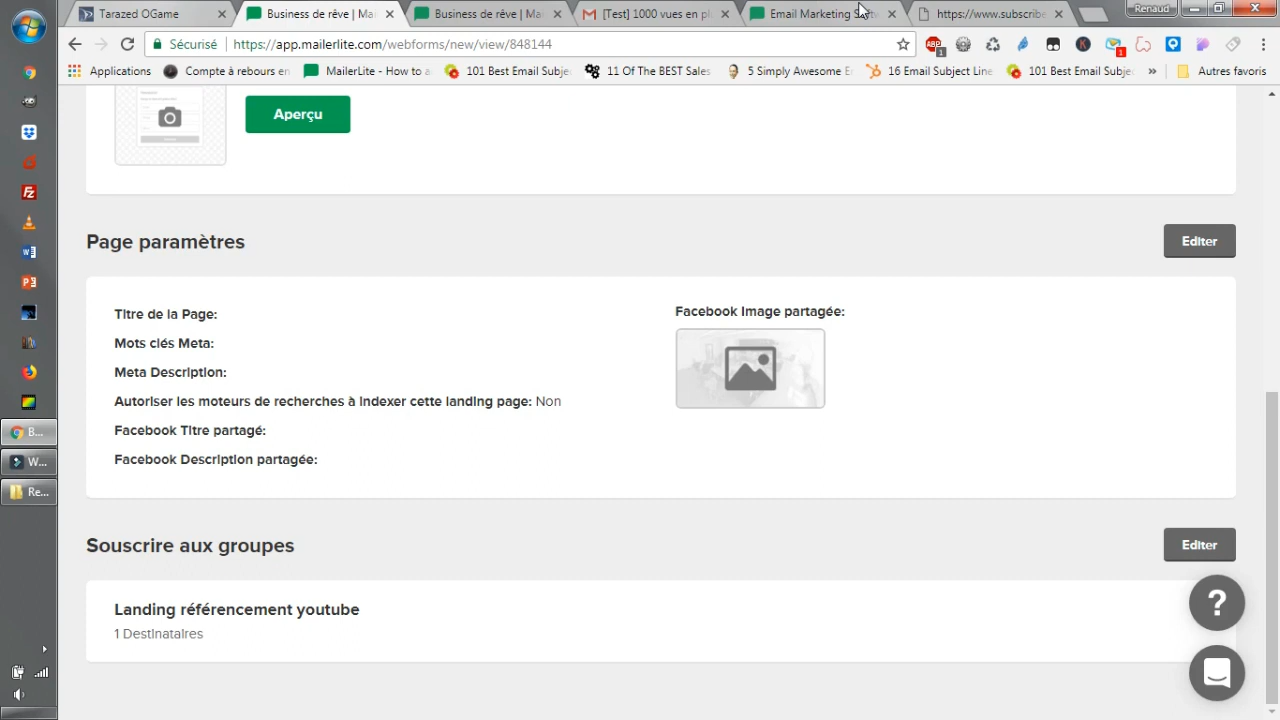 Tarazed OGame
Business de rêve | Ma
Business de rêve | Ma
[Test] 1000 vues en pl
Email Marketing
https://www.subscribe
Renaud
Sécurisé
https://app.mailerlite.com/webforms/new/view/848144
ABP
1
1
Applications
Compte à rebours en
MailerLite - How to a
101 Best Email Subje
11 Of The BEST Sales
5 Simply Awesome E
16 Email Subject Line
101 Best Email Subje
»
Autres favoris
Aperçu
Page paramètres
Editer
Titre de la Page:
Mots clés Meta:
Meta Description:
Autoriser les moteurs de recherches à indexer cette landing page: Non
Facebook Titre partagé:
Facebook Description partagée:
Facebook Image partagée:
Souscrire aux groupes
Editer
Landing référencement youtube
1 Destinataires
?
B...
W...
Re...